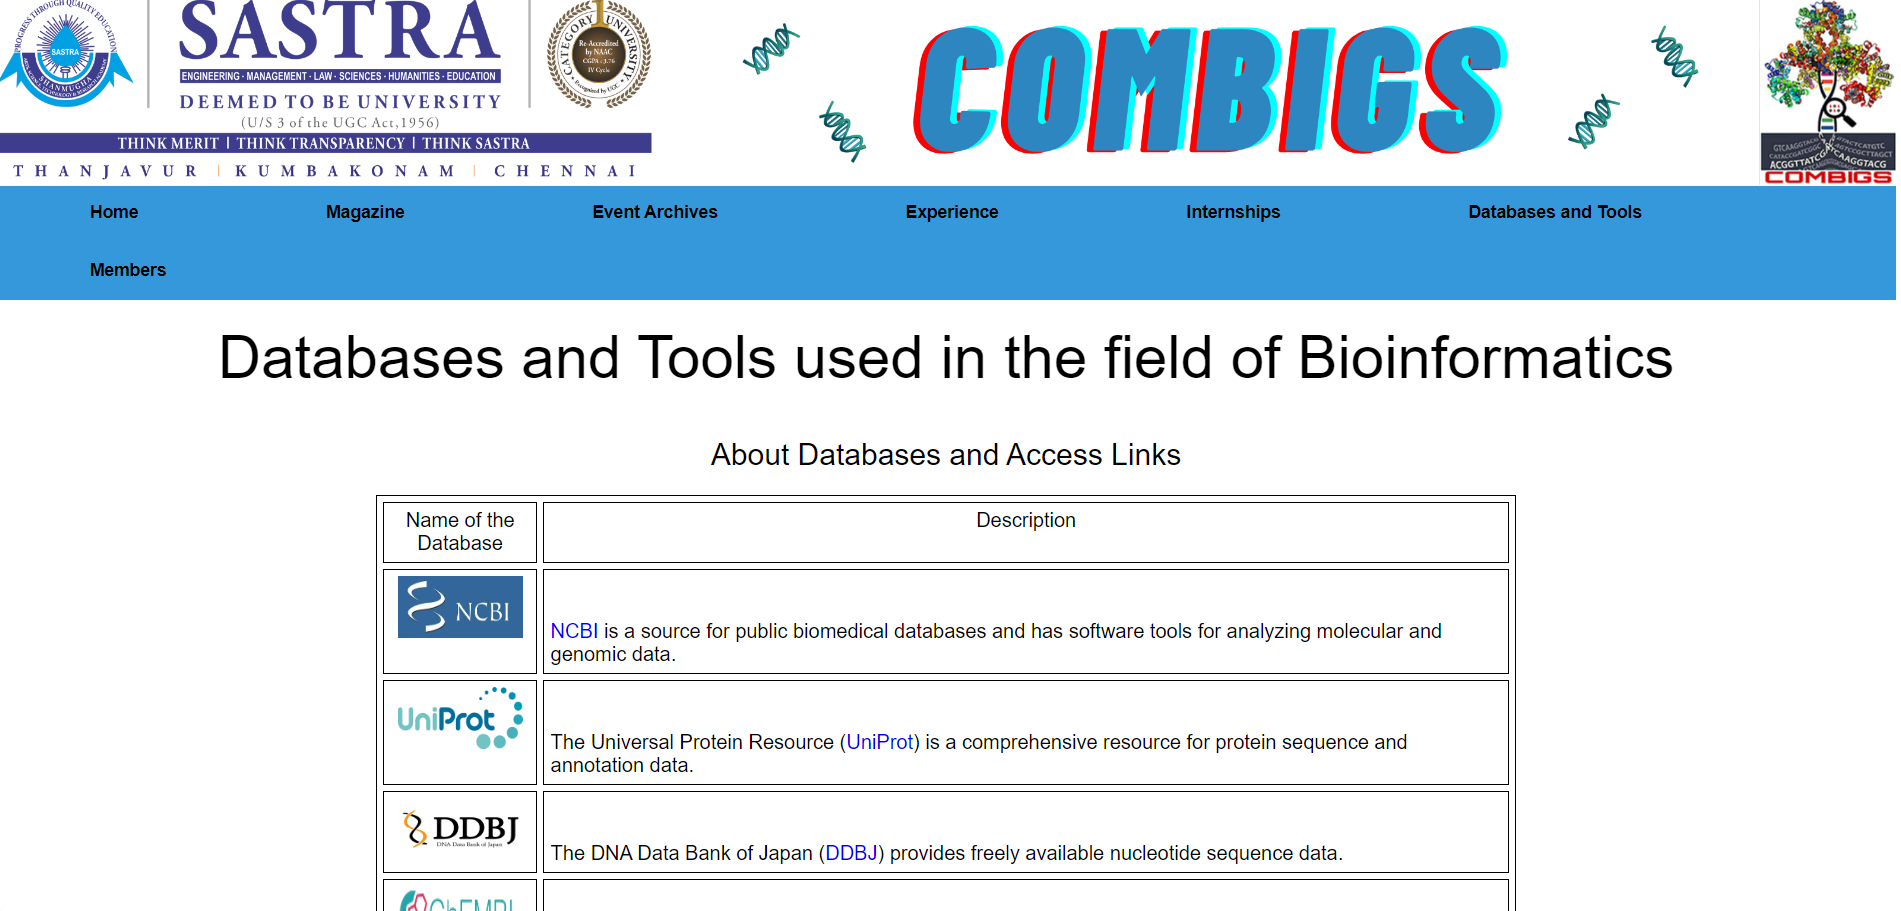 PROGRESS THROUGH QUALITY EDUCATION
SASTRA
SHANMUGHA
SASTRA
ENGINEERING · MANAGEMENT · LAW · SCIENCES · HUMANITIES · EDUCATION
DEEMED TO BE UNIVERSITY
(U/S 3 of the UGC Act,1956)
THINK MERIT | THINK TRANSPARENCY | THINK SASTRA
THANJAVUR | KUMBAKONAM | CHENNAI
CATEGORY 1 UNIVERSITY
Re-Accredited
by NAAC
CGPA - 3.76
IV Cycle
Recognized by UGC
COMBIGS
ACGGTTATCG CAAGGTACG
COMBIGS
Home
Magazine
Event Archives
Experience
Internships
Databases and Tools
Members
Databases and Tools used in the field of Bioinformatics
About Databases and Access Links
Name of the
Database
Description
NCBI
NCBI is a source for public biomedical databases and has software tools for analyzing molecular and
genomic data.
UniProt
The Universal Protein Resource (UniProt) is a comprehensive resource for protein sequence and
annotation data.
DDBJ
DNA Data Bank of Japan
The DNA Data Bank of Japan (DDBJ) provides freely available nucleotide sequence data.
ChEMBL